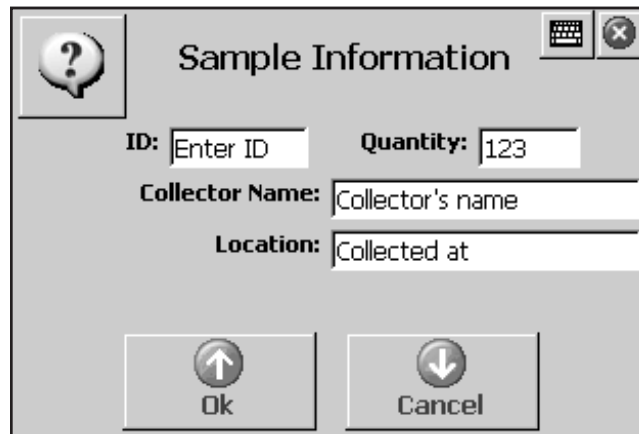 ?
Sample Information
ID: Enter ID Quantity: 123
Collector Name: Collector's name
Location: Collected at
Ok Cancel